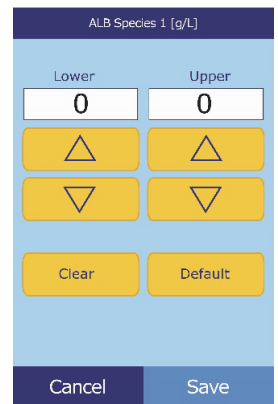 ALB Species 1 [g/L]
Lower Upper
0 0
Clear Default
Cancel Save